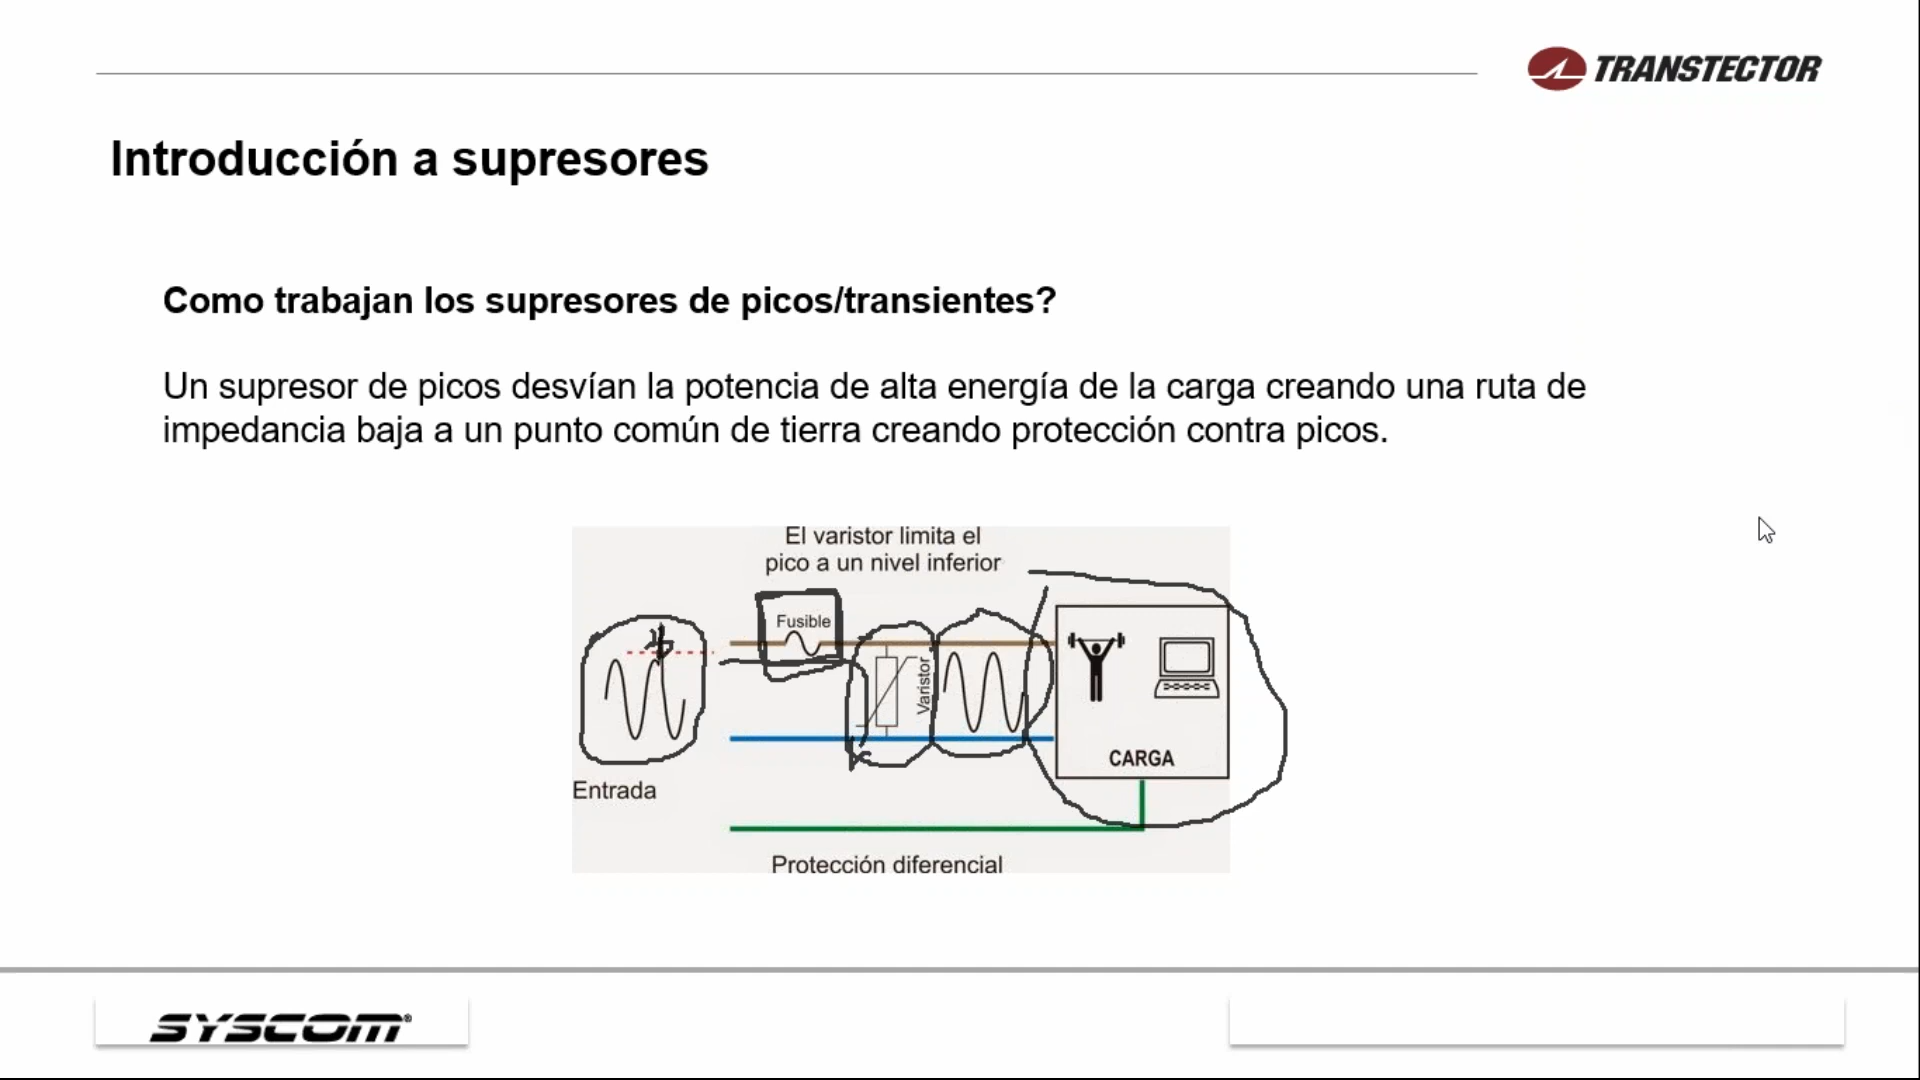 TRANSTECTOR
Introducción a supresores
Como trabajan los supresores de picos/transientes?
Un supresor de picos desvían la potencia de alta energía de la carga creando una ruta de
impedancia baja a un punto común de tierra creando protección contra picos.
El varistor limita el
pico a un nivel inferior
Fusible
Varistor
CARGA
Entrada
Protección diferencial
SYSCOM®